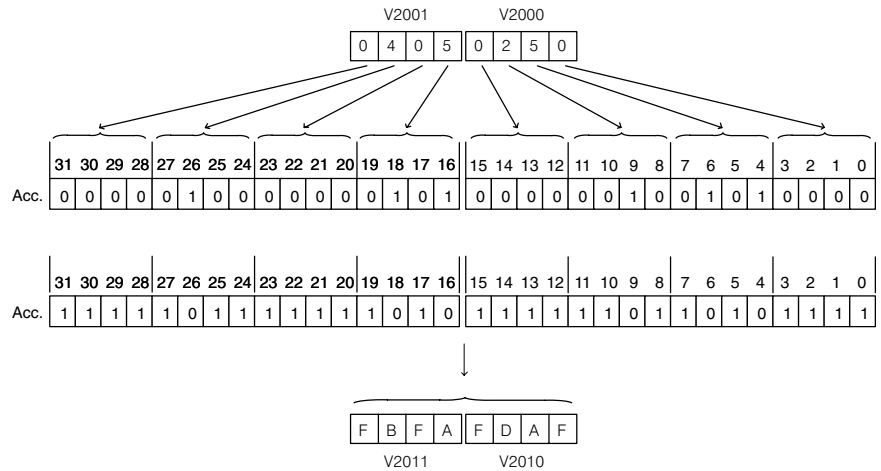 V2001 V2000
0 4 0 5 0 2 5 0
31 30 29 28 27 26 25 24 23 22 21 20 19 18 17 16 15 14 13 12 11 10 9 8 7 6 5 4 3 2 1 0
Acc. 0 0 0 0 0 1 0 0 0 0 0 0 0 1 0 1 0 0 0 0 0 0 1 0 0 1 0 1 0 0 0 0
31 30 29 28 27 26 25 24 23 22 21 20 19 18 17 16 15 14 13 12 11 10 9 8 7 6 5 4 3 2 1 0
Acc. 1 1 1 1 1 0 1 1 1 1 1 1 1 0 1 0 1 1 1 1 1 1 0 1 1 0 1 0 1 1 1 1
F B F A F D A F
V2011 V2010